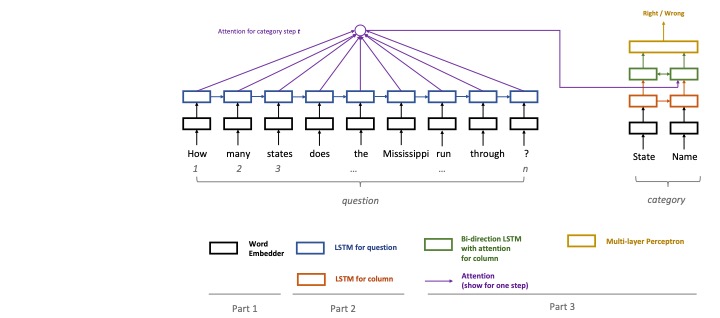 Right / Wrong
Attention for category step t
How many states does the Mississippi run through ?
1 2 3 ... ... n
State Name
question
category
Word Embedder
LSTM for question
LSTM for column
Bi-direction LSTM with attention for column
Attention (show for one step)
Multi-layer Perceptron
Part 1
Part 2
Part 3